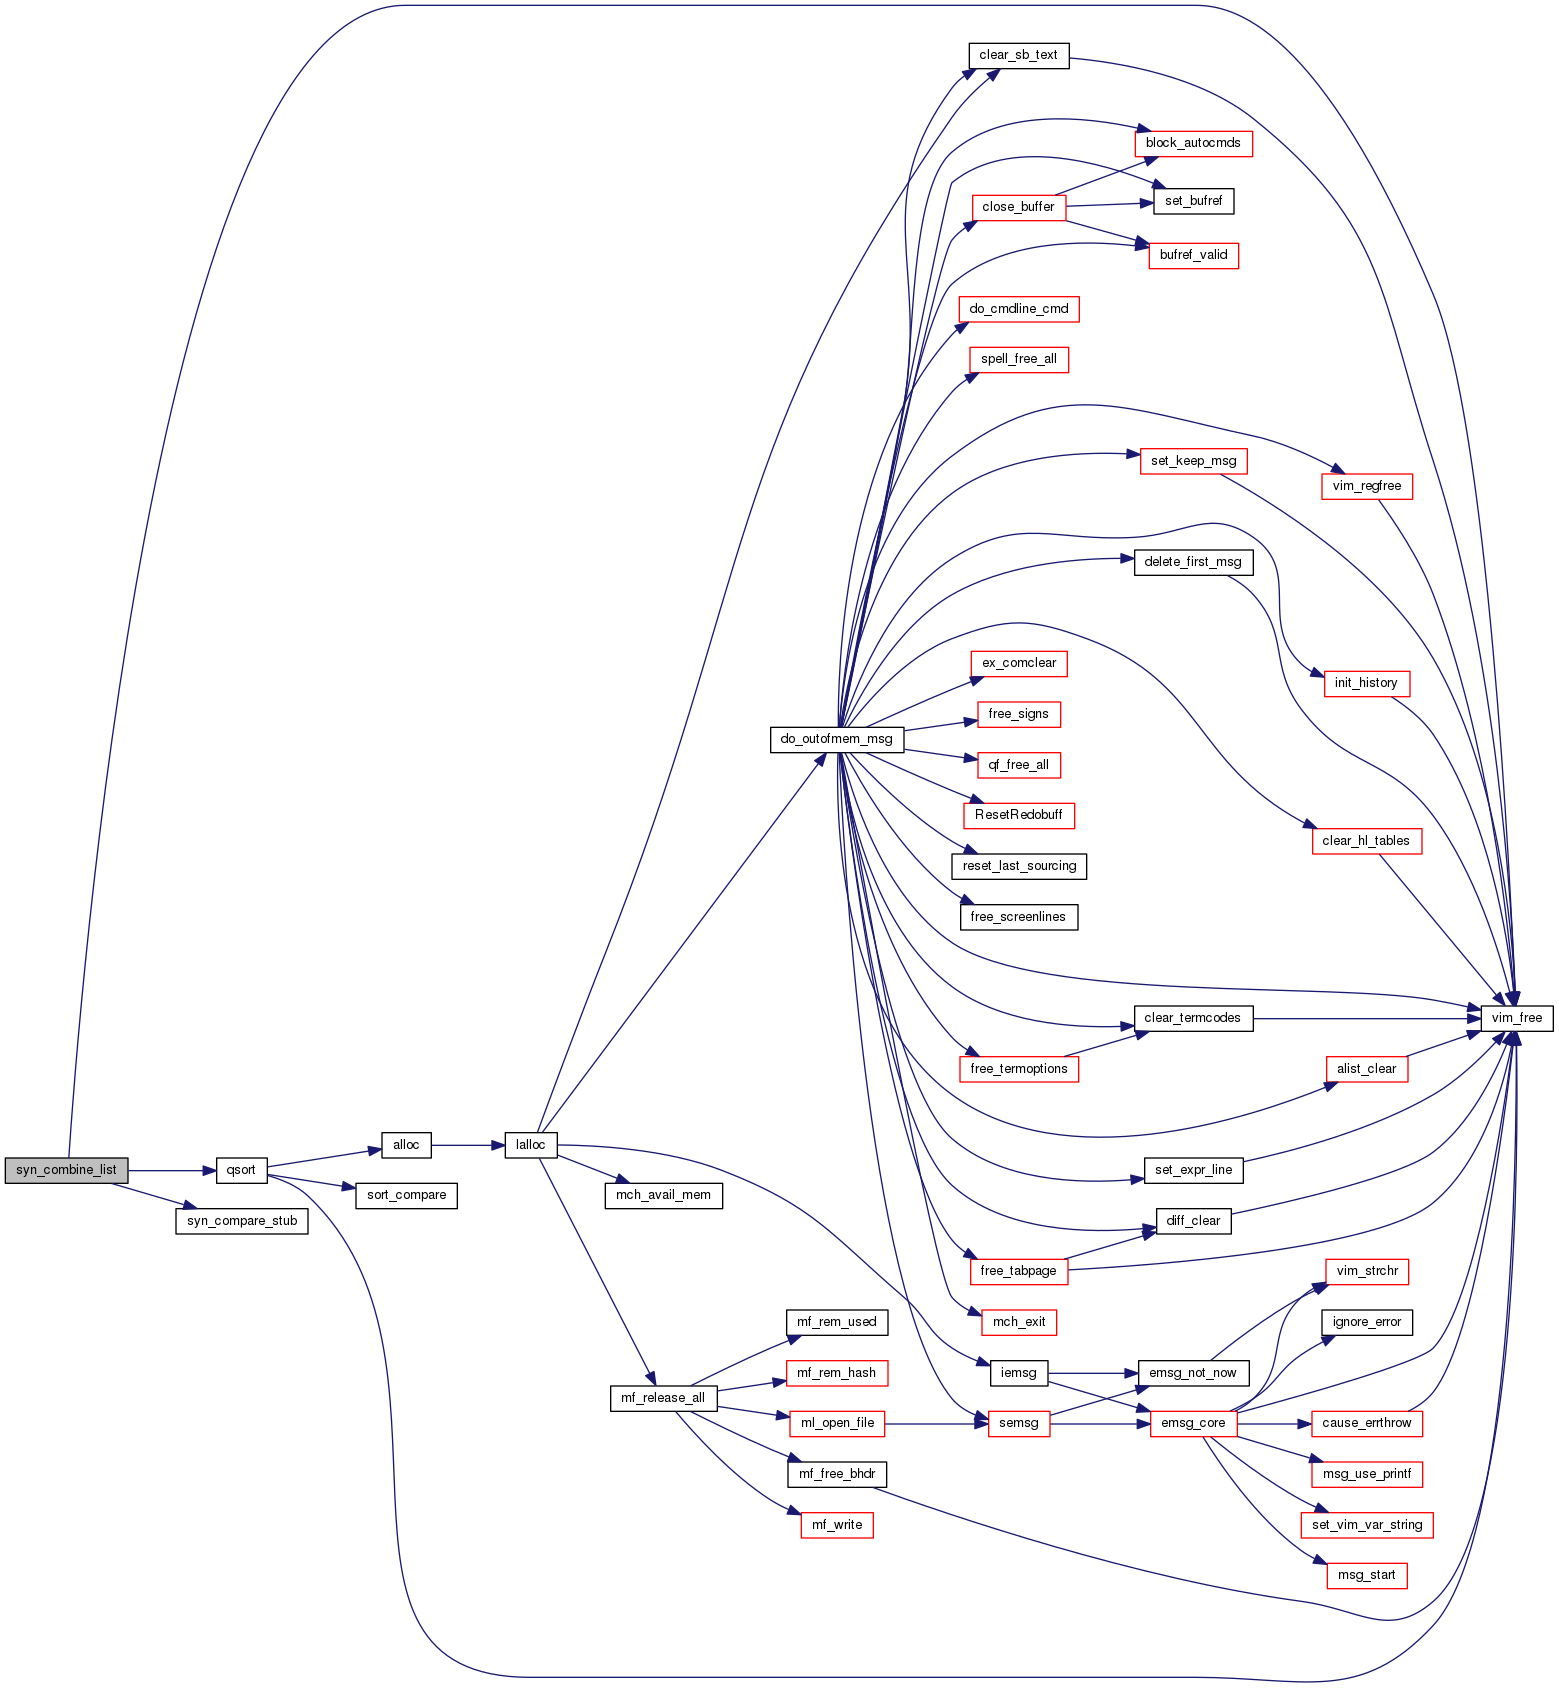 clear_sb_text
block_autocmds
close_buffer
set_bufref
bufref_valid
do_cmdline_cmd
spell_free_all
set_keep_msg
vim_regfree
delete_first_msg
ex_comclear
init_history
free_signs
do_outofmem_msg
qf_free_all
ResetRedobuff
clear_hl_tables
reset_last_sourcing
free_screenlines
clear_termcodes
vim_free
free_termoptions
alist_clear
alloc
lalloc
syn_combine_list
qsort
set_expr_line
sort_compare
mch_avail_mem
syn_compare_stub
diff_clear
free_tabpage
vim_strchr
mf_rem_used
mch_exit
ignore_error
mf_rem_hash
iemsg
emsg_not_now
mf_release_all
ml_open_file
semsg
emsg_core
cause_errthrow
mf_free_bhdr
msg_use_printf
mf_write
set_vim_var_string
msg_start